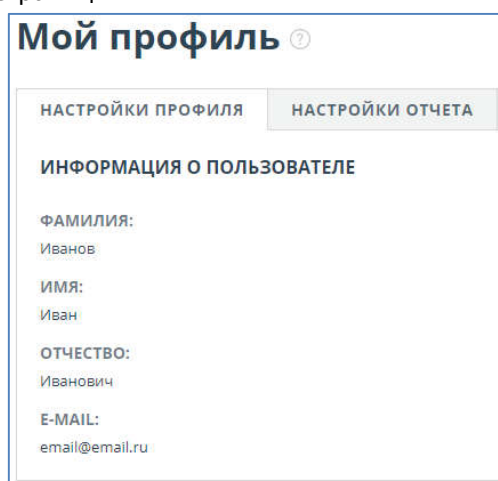 Мой профиль
НАСТРОЙКИ ПРОФИЛЯ НАСТРОЙКИ ОТЧЕТА
ИНФОРМАЦИЯ О ПОЛЬЗОВАТЕЛЕ
ФАМИЛИЯ:
Иванов
ИМЯ:
Иван
ОТЧЕСТВО:
Иванович
E-MAIL:
email@email.ru